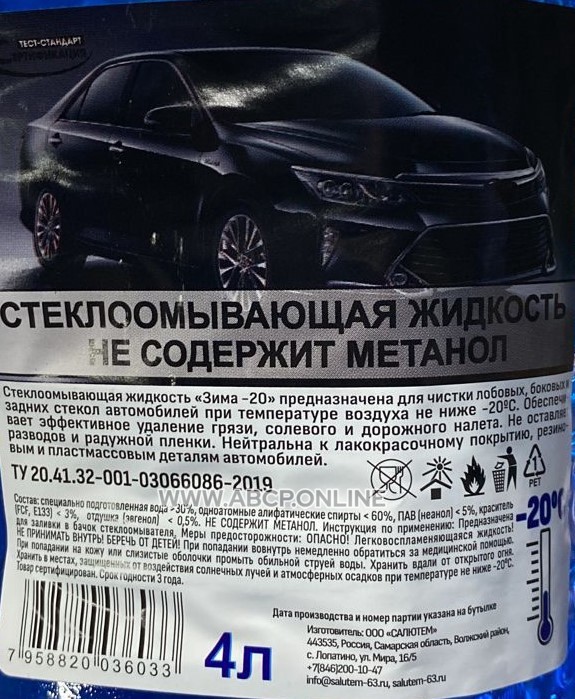 ТЕСТ-СТАНДАРТ
СТЕКЛООМЫВАЮЩАЯ ЖИДКОСТЬ
НЕ СОДЕРЖИТ МЕТАНОЛ
Стеклоомывающая жидкость «Зима -20» предназначена для чистки лобовых, боковых и
задних стекол автомобилей при температуре воздуха не ниже -20ºС. Обеспечи
вает эффективное удаление грязи, солевого и дорожного налета. Не оставляе
разводов и радужной пленки. Нейтральна к лакокрасочному покрытию, резино-
вым и пластмассовым деталям автомобилей.
ТУ 20.41.32-001-03066086-2019
WWW.ABCP.ONLINE
1
PET
Состав: специально подготовленная вода >30%, одноатомные алифатические спирты < 60%, ПАВ (неанол) < 5%, краситель
(FCF, E133) < 3%, отдушка (эвгенол) < 0,5%. НЕ СОДЕРЖИТ МЕТАНОЛ. Инструкция по применению: Предназначена
для заливки в бачок стеклоомывателя, Меры предосторожности: ОПАСНО! Легковоспламеняющаяся жидкость!
НЕ ПРИНИМАТЬ ВНУТРЬ! БЕРЕЧЬ ОТ ДЕТЕЙ! При попадании вовнутрь немедленно обратиться за медицинской помощью.
При попадании на кожу или слизистые оболочки промыть обильной струей воды. Хранить вдали от открытого огня.
Хранить в местах, защищенных от воздействия солнечных лучей и атмосферных осадков при температуре не ниже -20ºС.
Товар сертифицирован. Срок годности 3 года.
-20ºС
7 958820 036033
4л
Дата производства и номер партии указана на бутылке
Изготовитель: ООО «САЛЮТЕМ»
443535, Россия, Самарская область, Волжский район,
с. Лопатино, ул. Мира, 16/5
+7(846)200-10-47
info@salutem-63.ru, salutem-63.ru